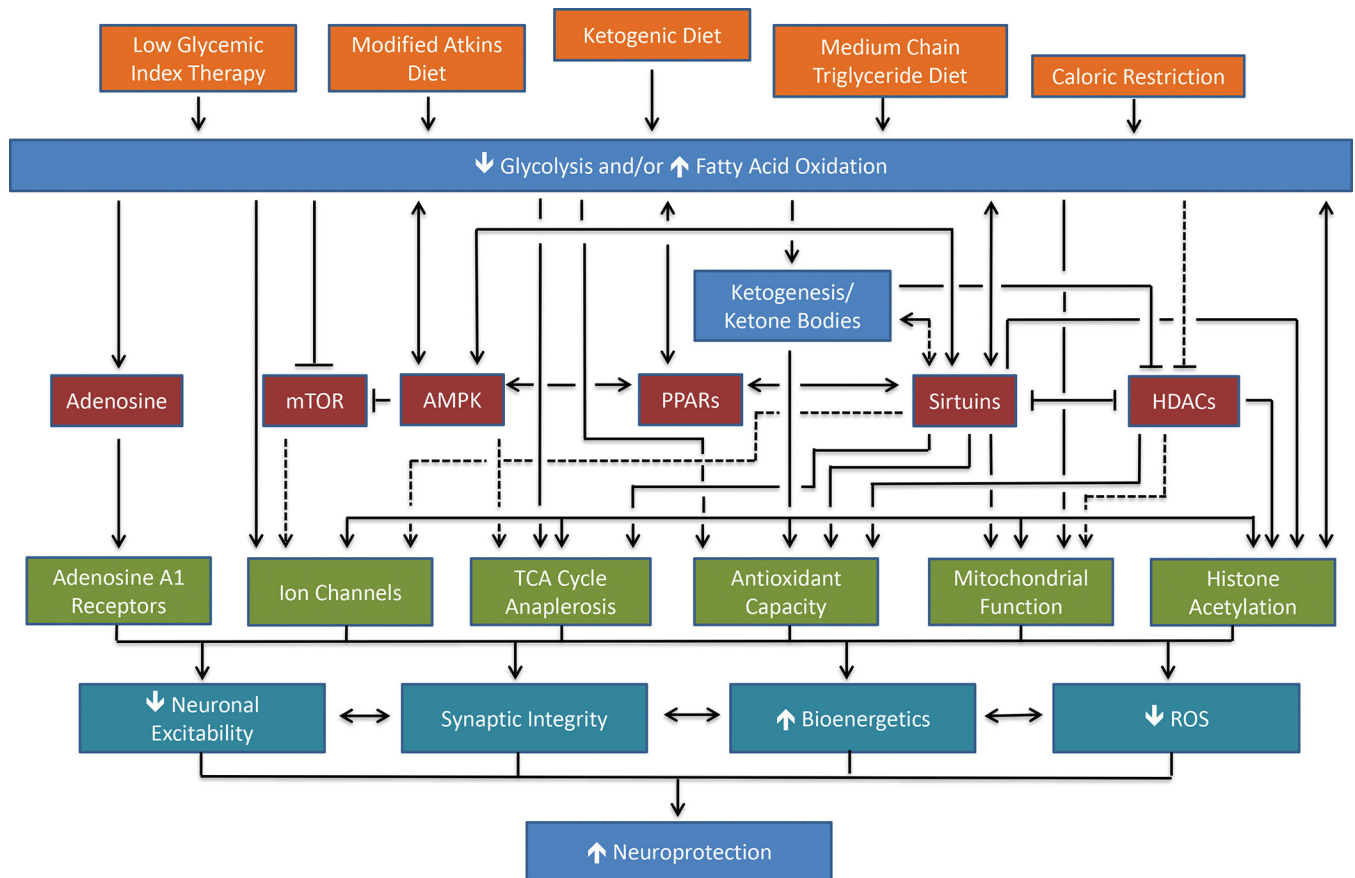 Low Glycemic
Index Therapy
Modified Atkins
Diet
Ketogenic Diet
Medium Chain
Triglyceride Diet
Caloric Restriction
🡻 Glycolysis and/or 🡹 Fatty Acid Oxidation
Ketogenesis/
Ketone Bodies
Adenosine
mTOR
AMPK
PPARs
Sirtuins
HDACs
Adenosine A1
Receptors
Ion Channels
TCA Cycle
Anaplerosis
Antioxidant
Capacity
Mitochondrial
Function
Histone
Acetylation
🡻 Neuronal
Excitability
Synaptic Integrity
🡹 Bioenergetics
🡻 ROS
🡹 Neuroprotection